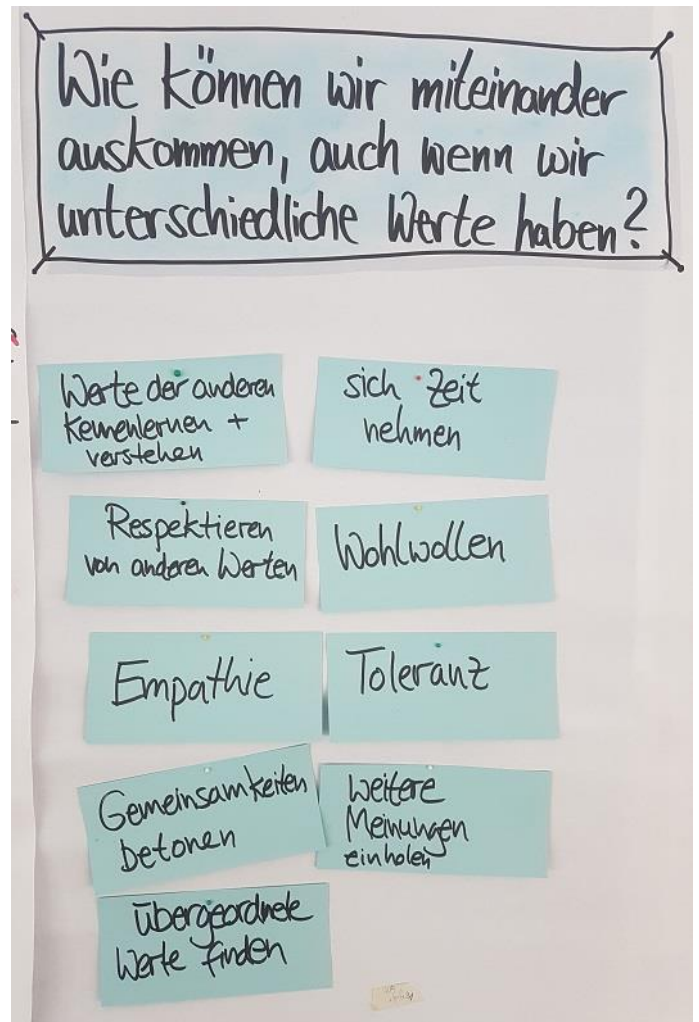 Wie können wir miteinander
auskommen, auch wenn wir
unterschiedliche Werte haben?
Werte der anderen
kennenlernen +
verstehen
sich Zeit
nehmen
Respektieren
von anderen Werten
Wohlwollen
Empathie
Toleranz
Gemeinsamkeiten
betonen
weitere
Meinungen
einholen
übergeordnete
Werte finden